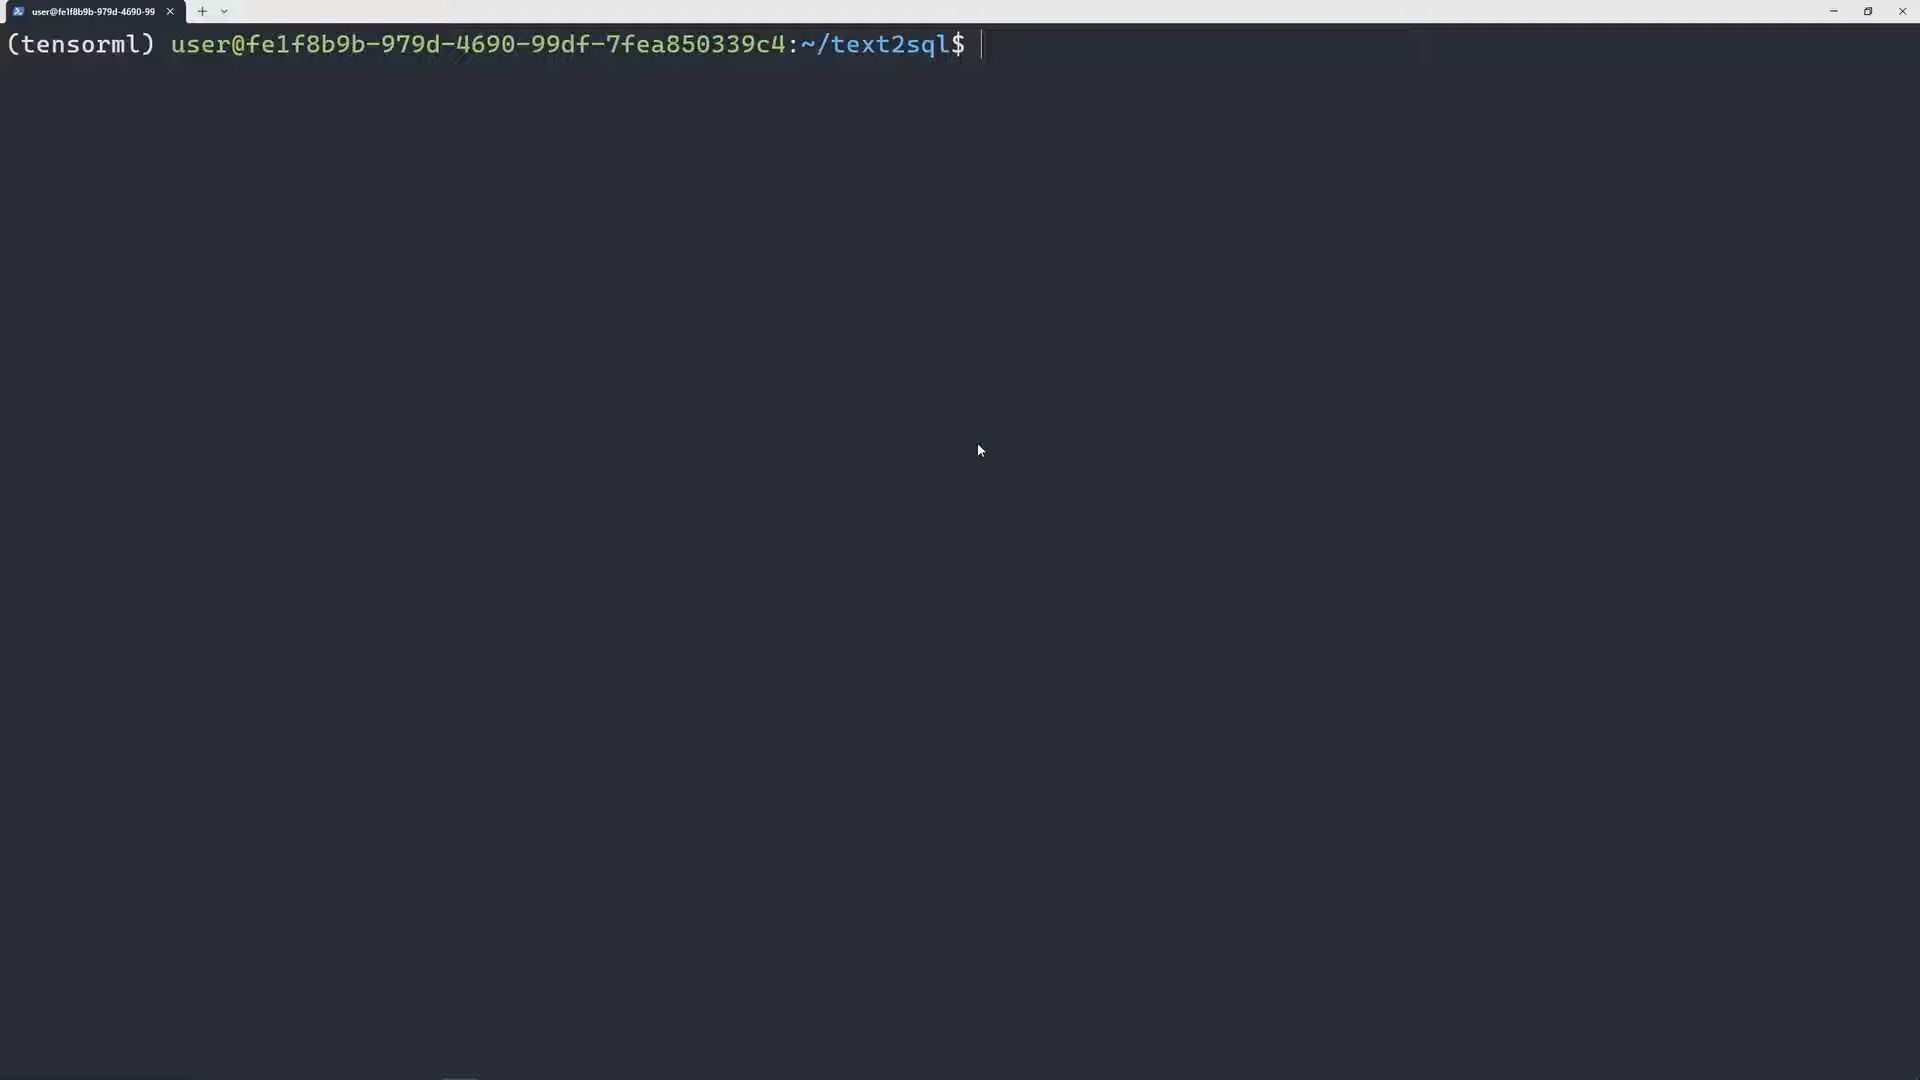 user@fe1f8b9b-979d-4690-99
(tensorml) user@fe1f8b9b-979d-4690-99df-7fea850339c4:~/text2sql$